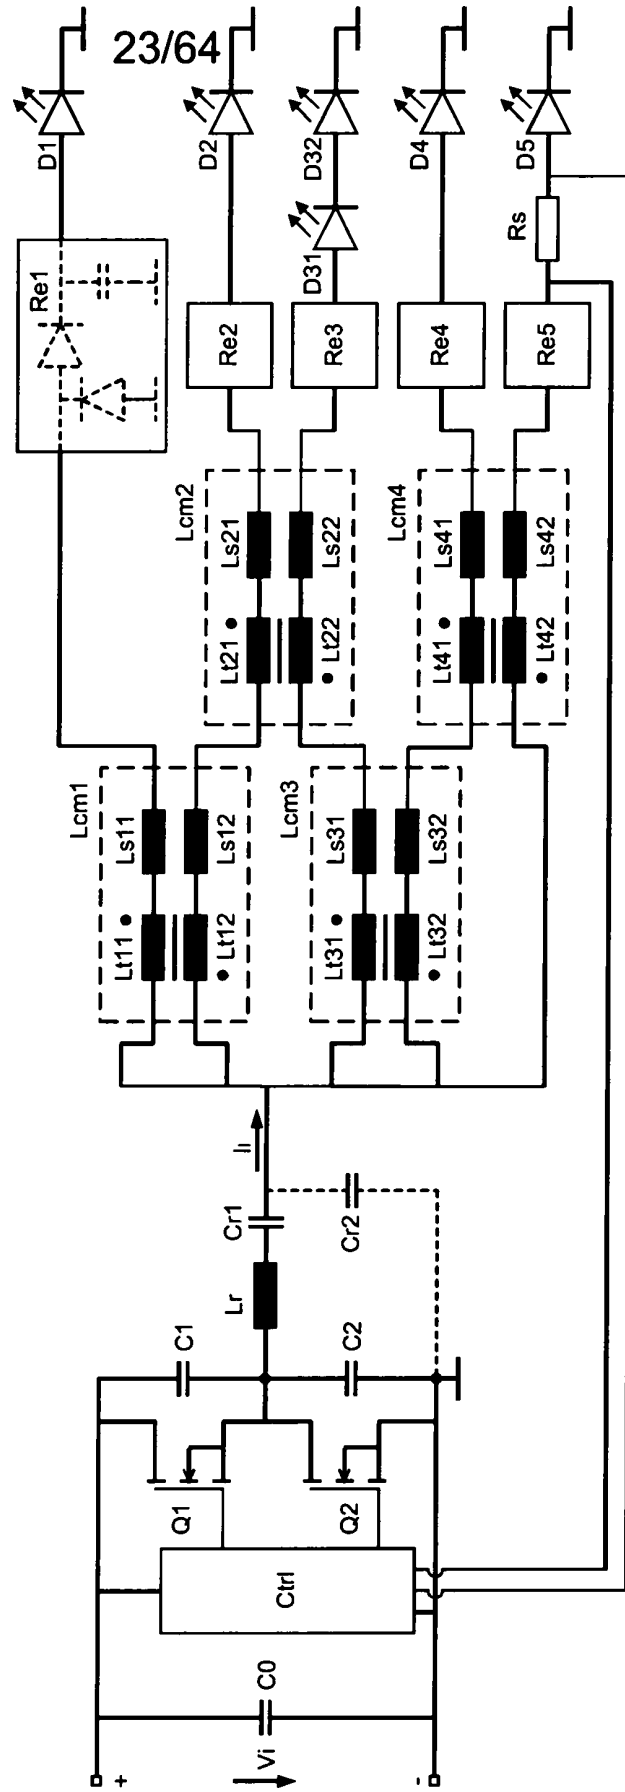 23/64
D1
D2
D32
D4
D5
Re1
D31
Rs
Re2
Re3
Re4
Re5
Lcm2
Lcm4
Ls21
Ls22
Ls41
Ls42
Lt21
Lt22
Lt41
Lt42
Lcm1
Lcm3
Ls11
Ls12
Ls31
Ls32
Lt11
Lt12
Lt31
Lt32
Cr1
Cr2
Lr
C1
C2
Q1
Q2
Ctrl
C0
Vi
+
-